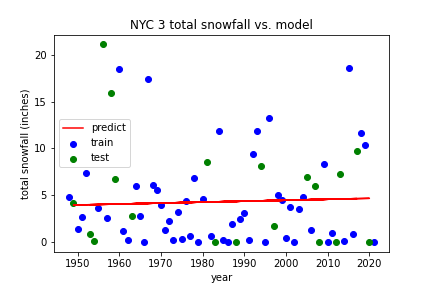 NYC 3 total snowfall vs. model
total snowfall (inches)
20
15
10
5
0
predict
train
test
1950 1960 1970 1980 1990 2000 2010 2020
year